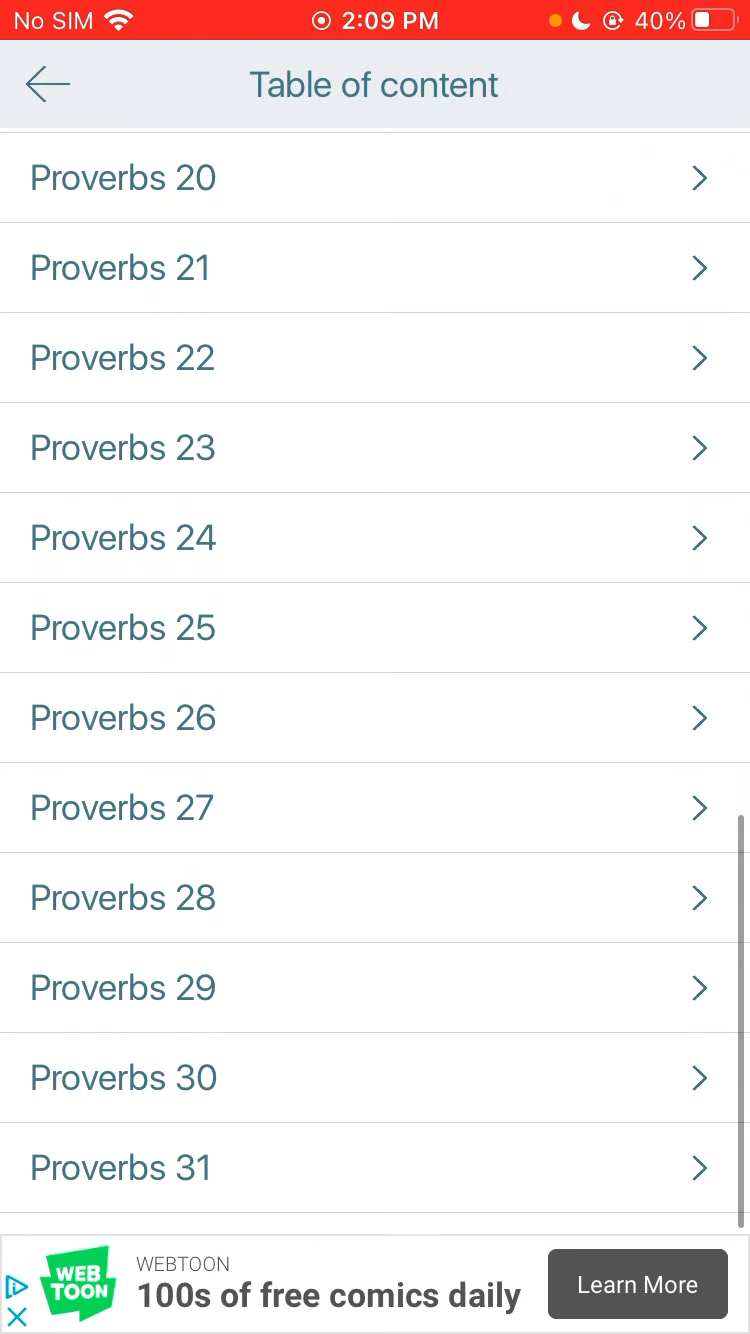 No SIM 2:09 PM 40%
Table of content
Proverbs 20
Proverbs 21
Proverbs 22
Proverbs 23
Proverbs 24
Proverbs 25
Proverbs 26
Proverbs 27
Proverbs 28
Proverbs 29
Proverbs 30
Proverbs 31
WEB
TOON
WEBTOON
100s of free comics daily
Learn More